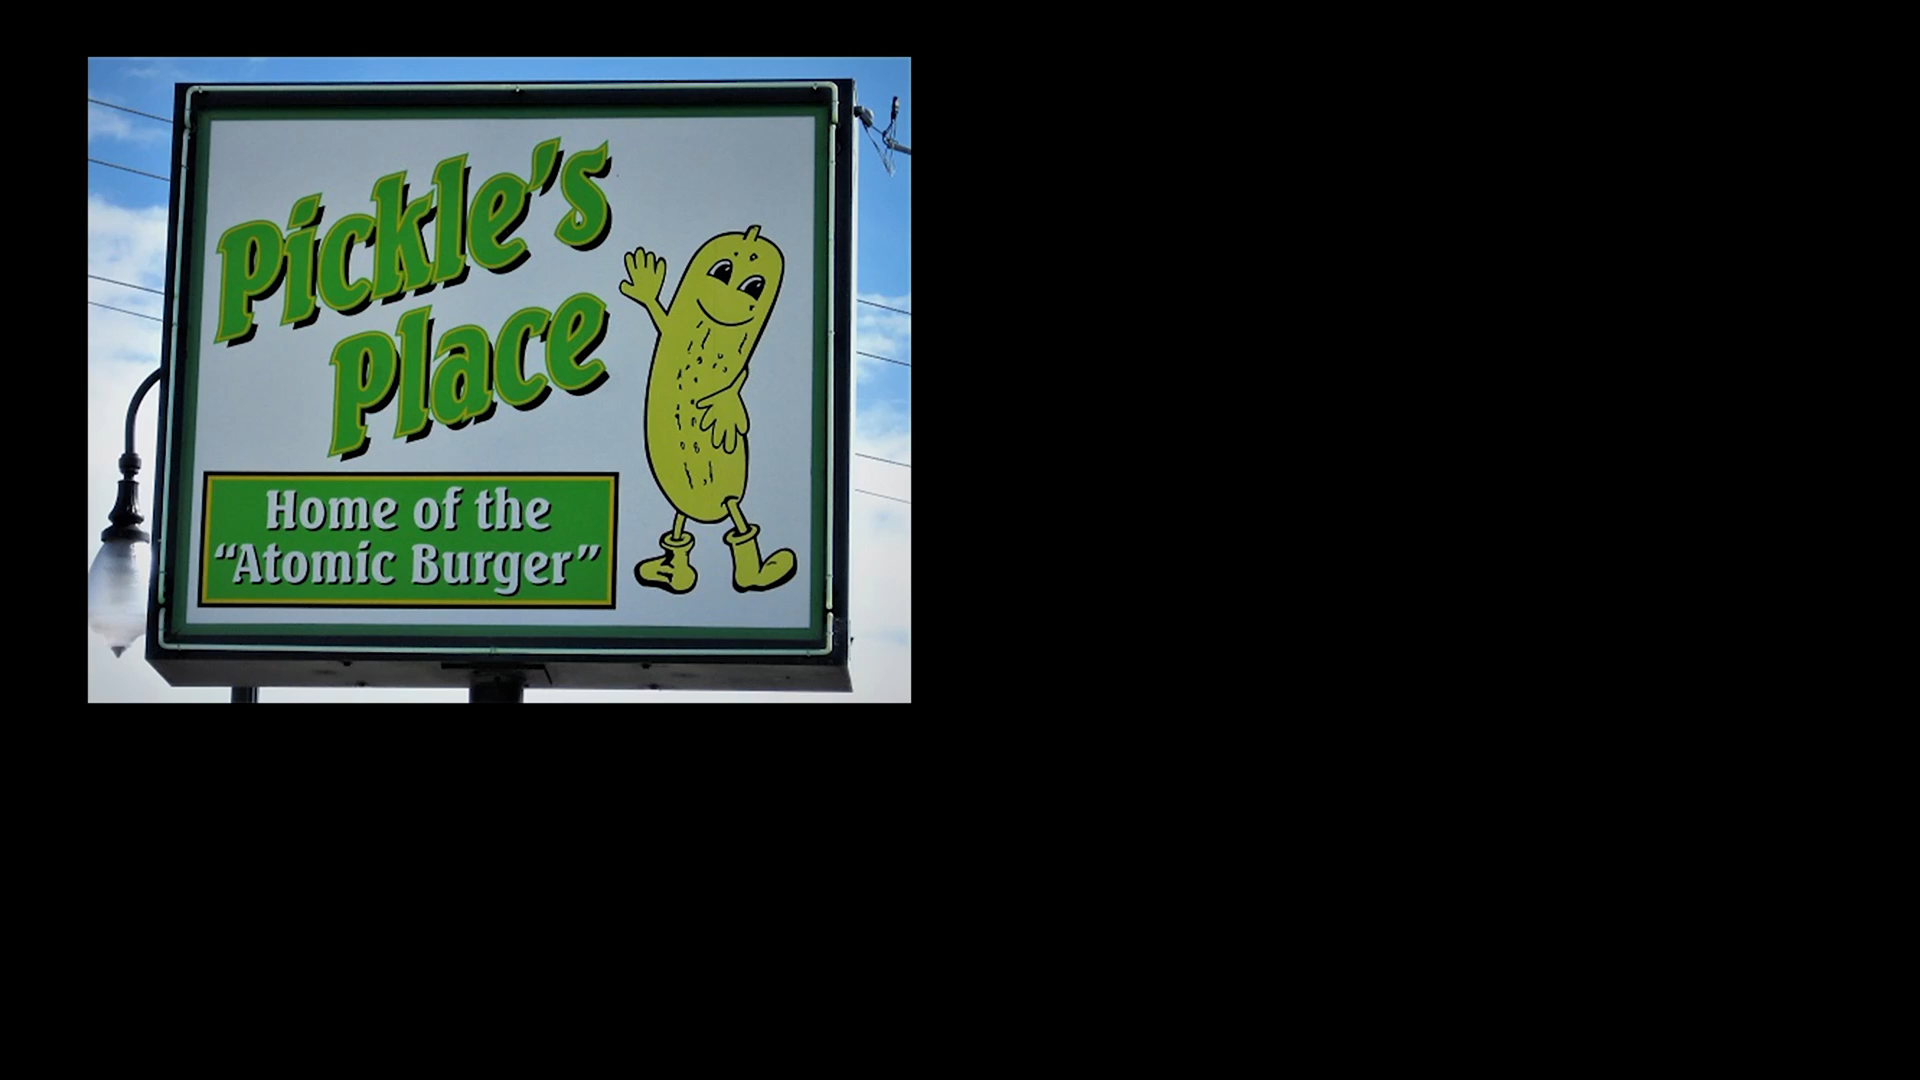 Pickle's
Place
Home of the
“Atomic Burger”